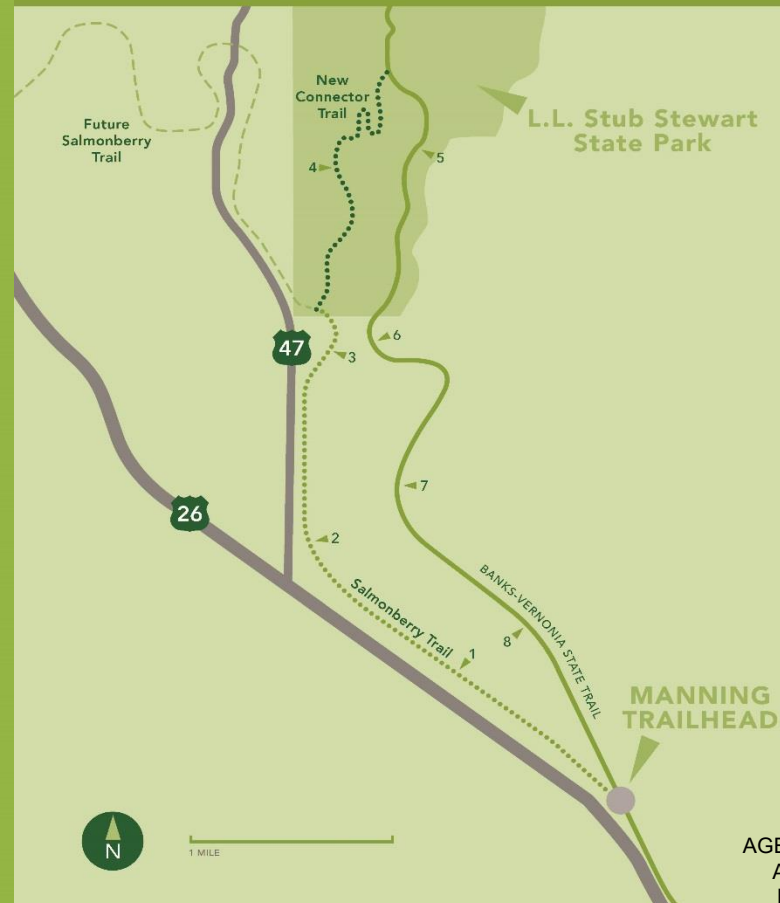 New
Connector
Trail
Future
Salmonberry
Trail
L.L. Stub Stewart
State Park
4
5
6
47
3
7
26
2
Salmonberry Trail
1
BANKS-VERNONIA STATE TRAIL
8
MANNING
TRAILHEAD
N
1 MILE